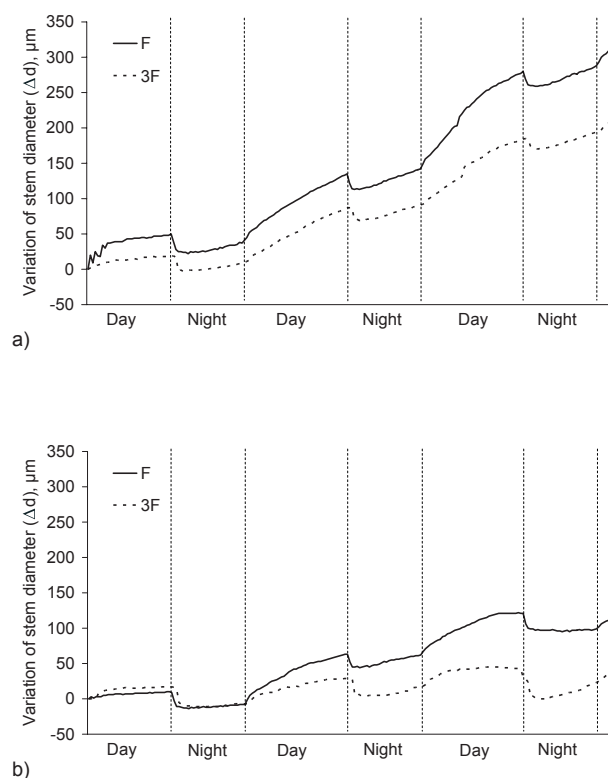 350
300
250
200
150
100
50
0
-50
Variation of stem diameter (Δd), µm
F
3F
Day Night Day Night Day Night
a)
350
300
250
200
150
100
50
0
-50
Variation of stem diameter (Δd), µm
F
3F
Day Night Day Night Day Night
b)